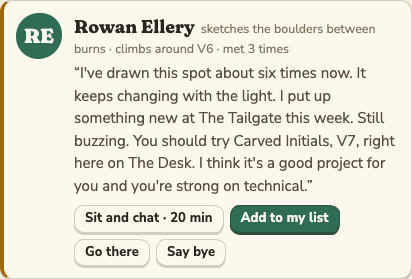 RE
Rowan Ellery sketches the boulders between
burns · climbs around V6 · met 3 times
“I've drawn this spot about six times now. It
keeps changing with the light. I put up
something new at The Tailgate this week. Still
buzzing. You should try Carved Initials, V7, right
here on The Desk. I think it's a good project for
you and you're strong on technical.”
Sit and chat · 20 min Add to my list
Go there Say bye